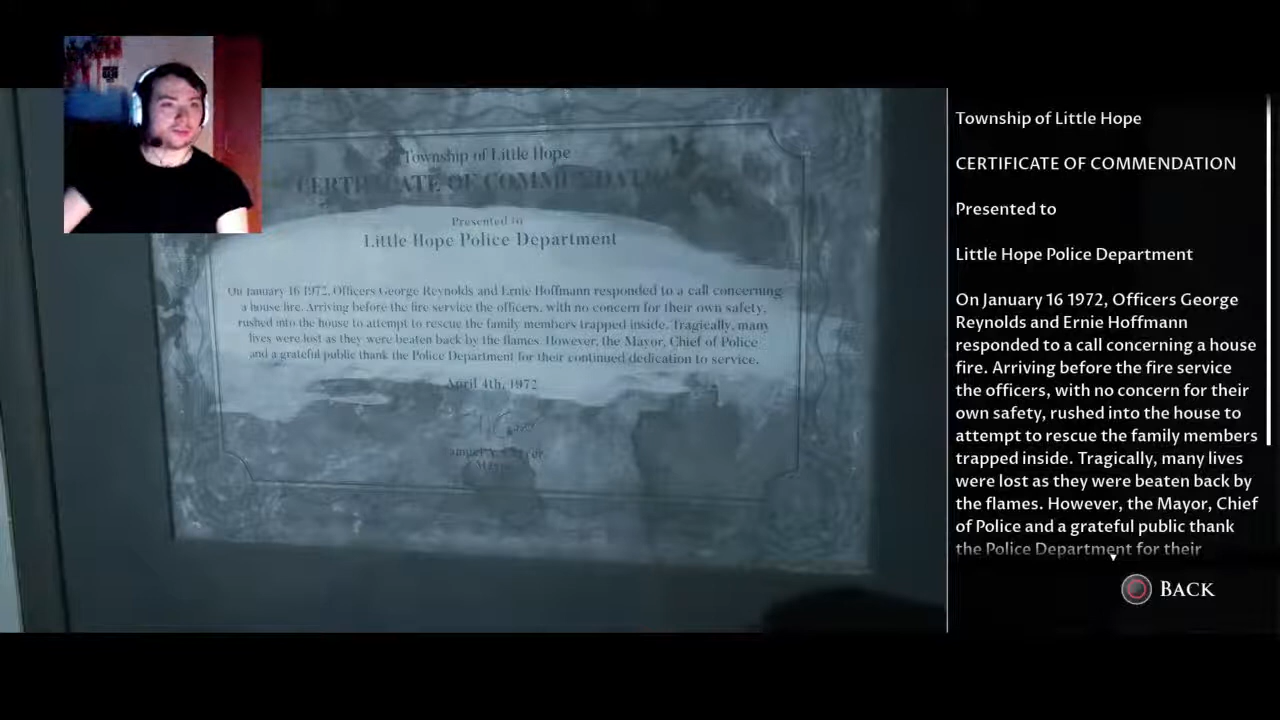 Township of Little Hope
CERTIFICATE OF COMMENDAT
Presented to
Little Hope Police Department
On January 16 1972, Officers George Reynolds and Ernie Hoffmann responded to a call concerning
a house fire. Arriving before the fire service the officers, with no concern for their own safety,
rushed into the house to attempt to rescue the family members trapped inside. Tragically, many
lives were lost as they were beaten back by the flames. However, the Mayor, Chief of Police
and a grateful public thank the Police Department for their continued dedication to service.
April 4th, 1972
Township of Little Hope
CERTIFICATE OF COMMENDATION
Presented to
Little Hope Police Department
On January 16 1972, Officers George
Reynolds and Ernie Hoffmann
responded to a call concerning a house
fire. Arriving before the fire service
the officers, with no concern for their
own safety, rushed into the house to
attempt to rescue the family members
trapped inside. Tragically, many lives
were lost as they were beaten back by
the flames. However, the Mayor, Chief
of Police and a grateful public thank
the Police Department for their
BACK